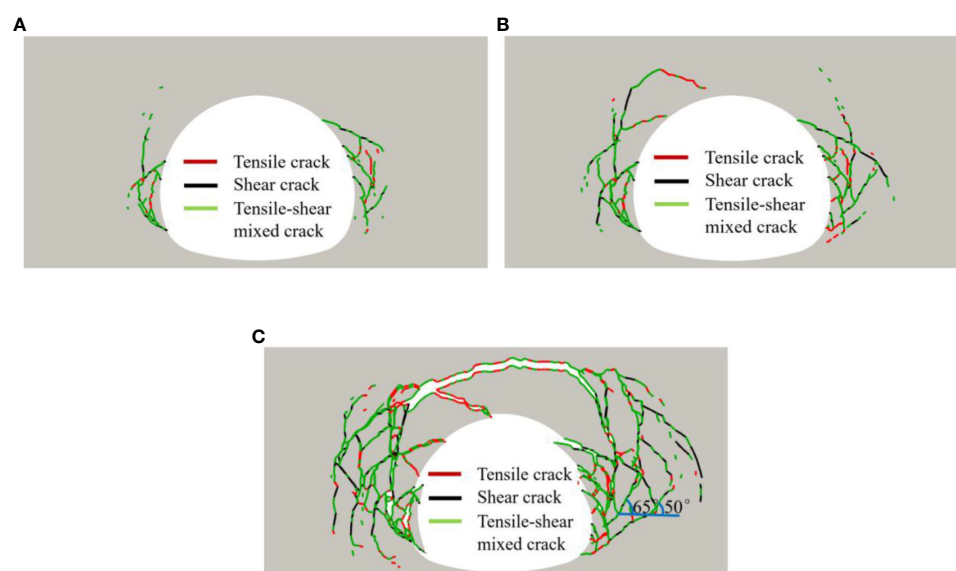 A
Tensile crack
Shear crack
Tensile-shear
mixed crack
B
Tensile crack
Shear crack
Tensile-shear
mixed crack
C
Tensile crack
Shear crack
Tensile-shear
mixed crack
65° 50°